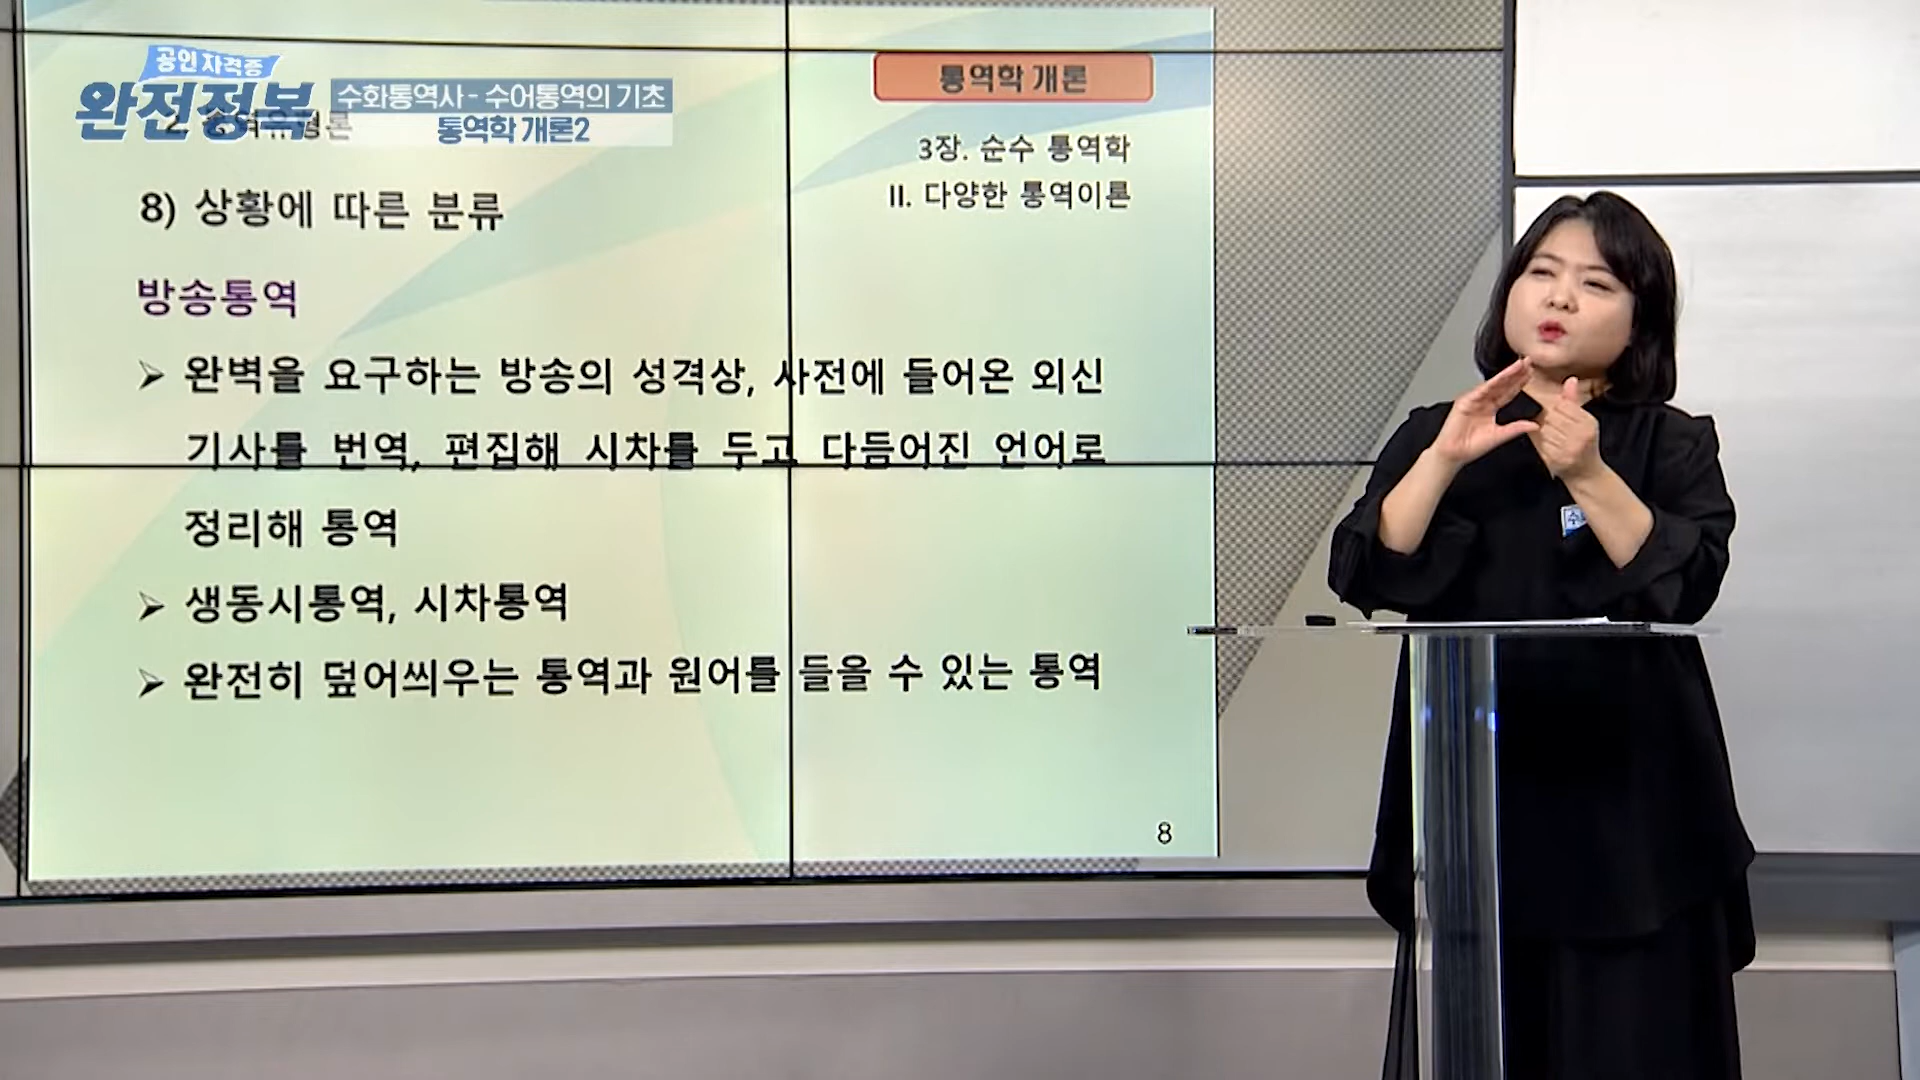 공인 자격증
완전정복
수화통역사 - 수어통역의 기초
통역학 개론2
통역학 개론
3장. 순수 통역학
II. 다양한 통역이론
8) 상황에 따른 분류
방송통역
➢ 완벽을 요구하는 방송의 성격상, 사전에 들어온 외신
기사를 번역, 편집해 시차를 두고 다듬어진 언어로
정리해 통역
➢ 생동시통역, 시차통역
➢ 완전히 덮어씌우는 통역과 원어를 들을 수 있는 통역
8